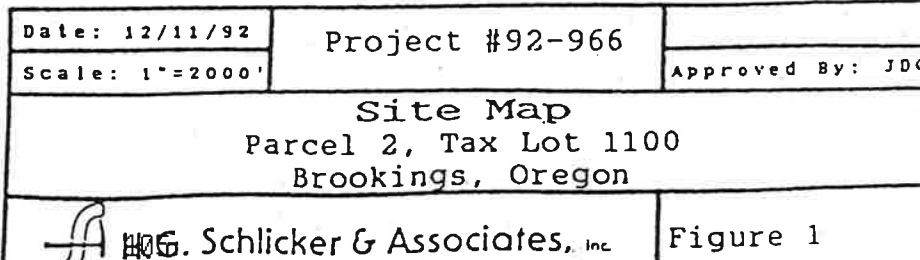 Date: 12/11/92
Project #92-966
Scale: 1"=2000'
Approved By:
Site Map
Parcel 2, Tax Lot 1100
Brookings, Oregon
G. Schlicker & Associates, Inc.
Figure 1